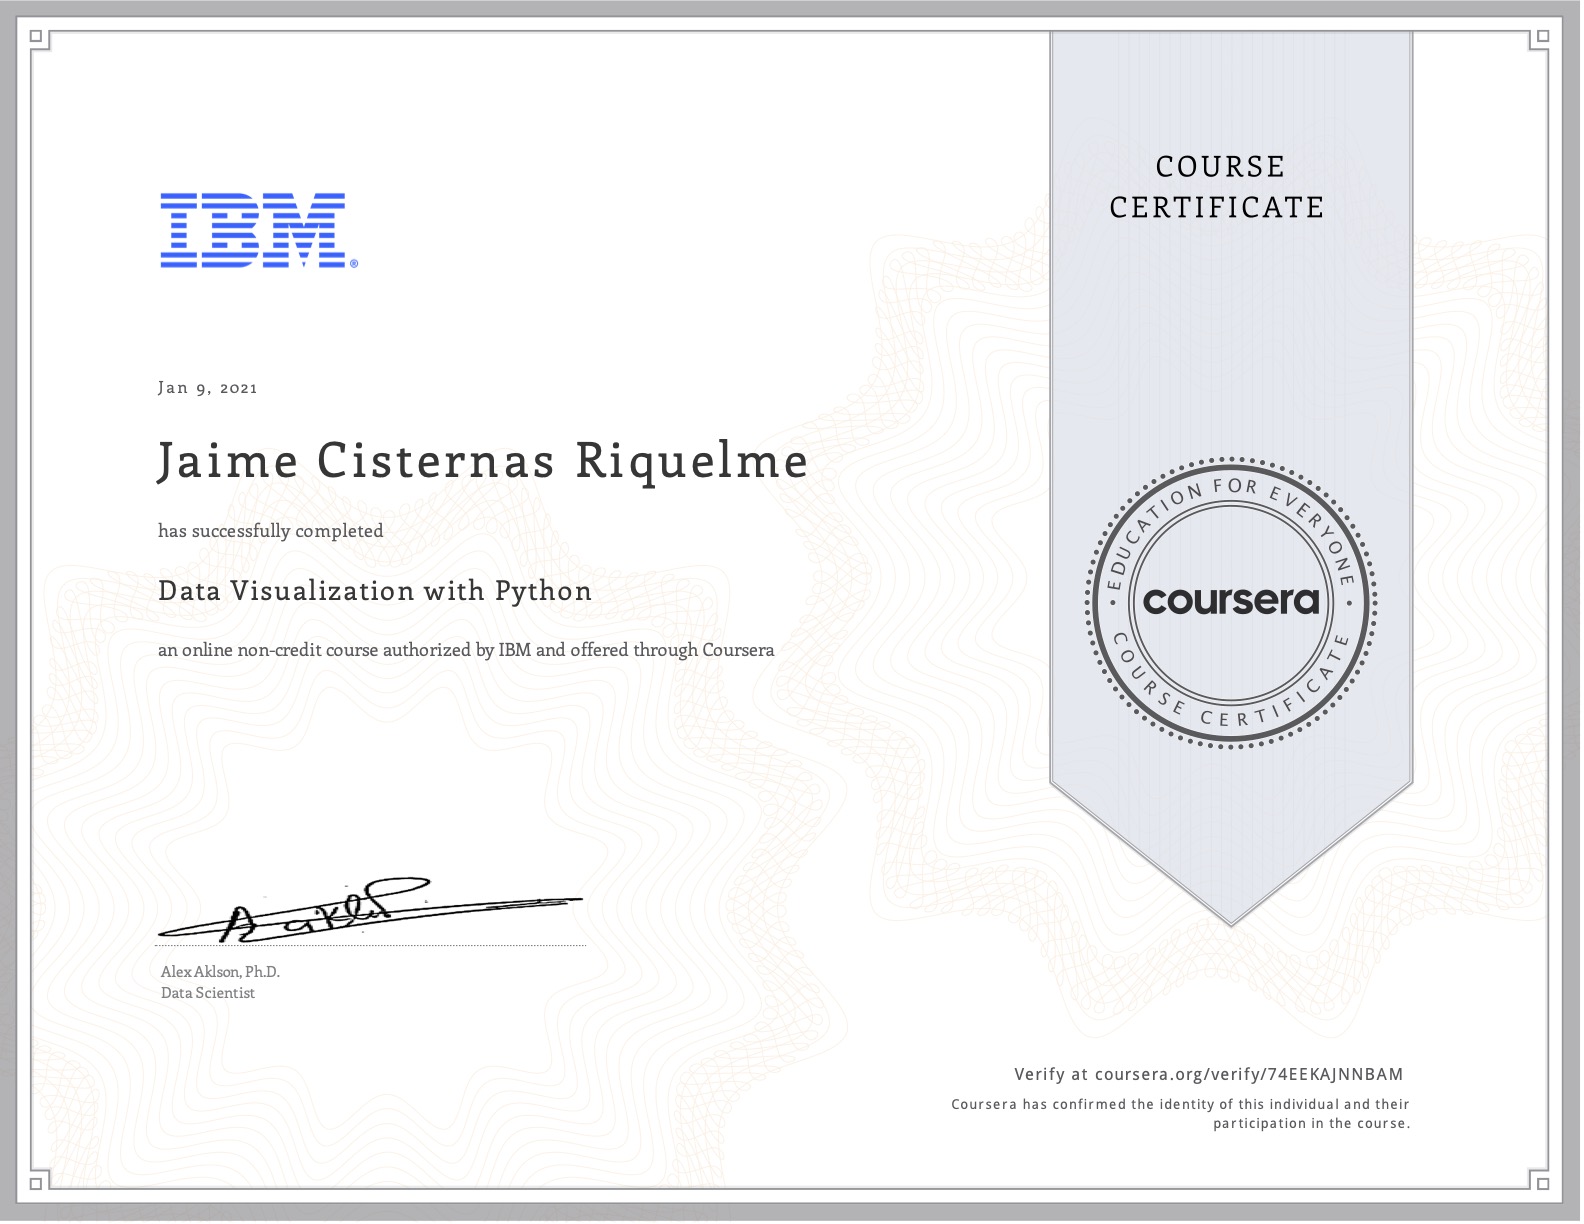 COURSE
CERTIFICATE
IBM®
Jan 9, 2021
Jaime Cisternas Riquelme
has successfully completed
Data Visualization with Python
an online non-credit course authorized by IBM and offered through Coursera
EDUCATION FOR EVERYONE
coursera
COURSE CERTIFICATE
Alex Aklson, Ph.D.
Data Scientist
Verify at coursera.org/verify/74EEKAJNNBAM
Coursera has confirmed the identity of this individual and their
participation in the course.